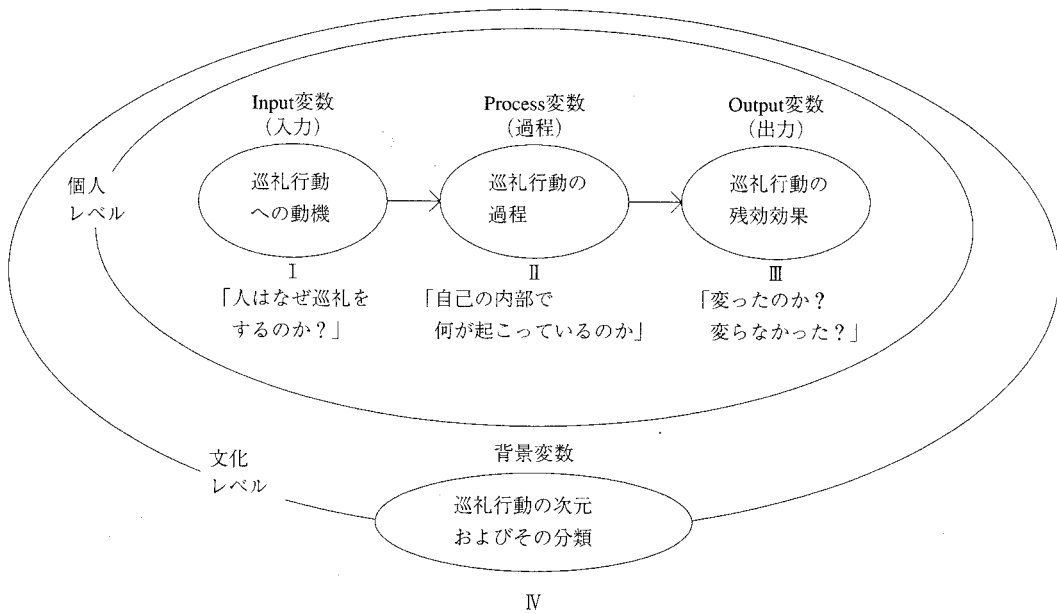 Input変数
(入力)
Process変数
(過程)
Output変数
(出力)
個人
レベル
巡礼行動
への動機
巡礼行動の
過程
巡礼行動の
残効効果
Ⅰ
「人はなぜ巡礼を
するのか？」
Ⅱ
「自己の内部で
何が起こっているのか」
Ⅲ
「変ったのか？
変らなかった？」
文化
レベル
背景変数
巡礼行動の次元
およびその分類
Ⅳ